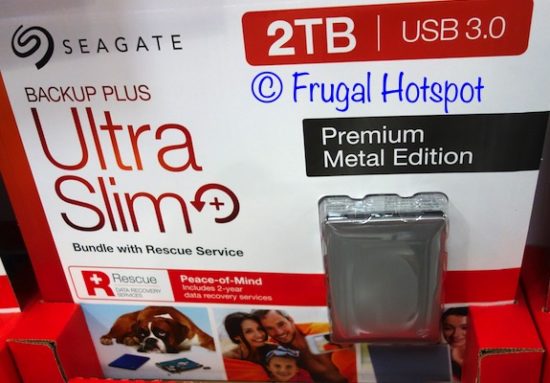 SEAGATE
2TB | USB 3.0
© Frugal Hotspot
BACKUP PLUS
Ultra
Slim
Premium
Metal Edition
Bundle with Rescue Service
R Rescue
DATA RECOVERY
SERVICES
Peace-of-Mind
Includes 2-year
data recovery services